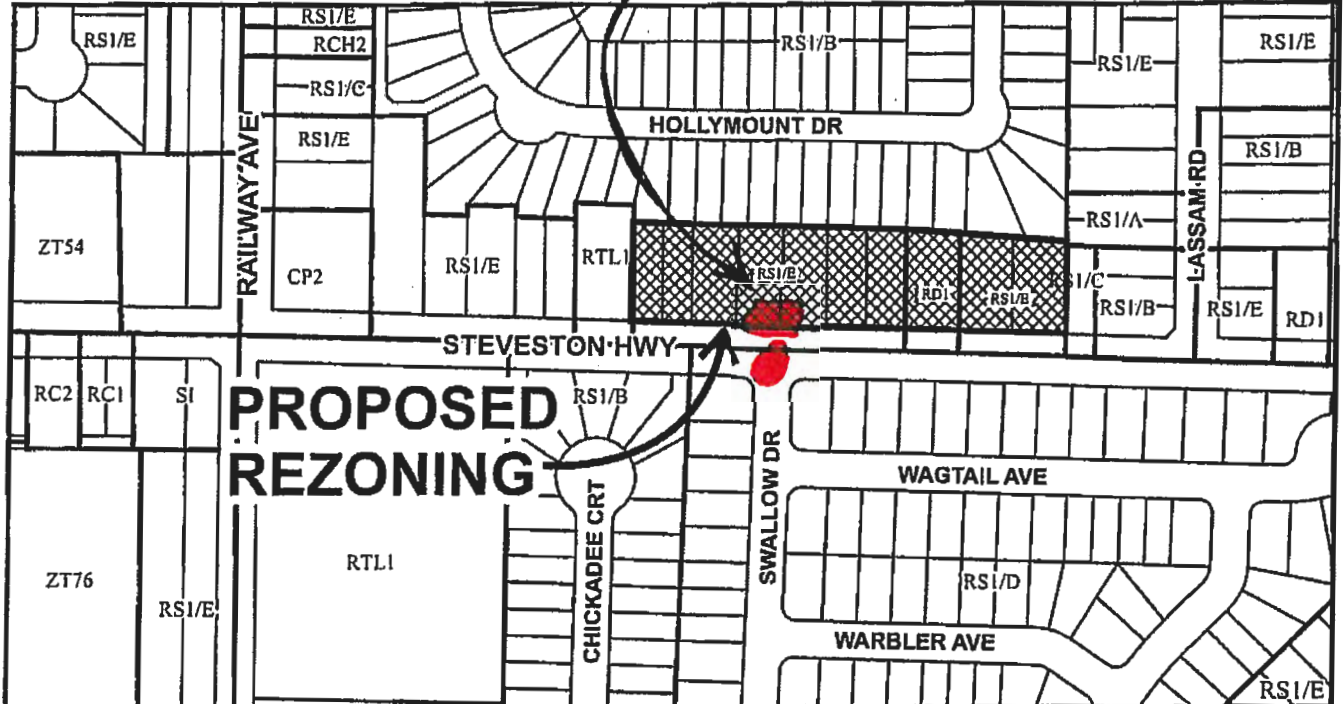 RS1/E
RS1/E
RCH2
RS1/C
RS1/E
RS1/B
RS1/E
RS1/E
RS1/B
HOLLYMOUNT DR
RAILWAY AVE
LASSAM RD
RS1/A
ZT54
CP2
RS1/E
RTL1
RS1/E
RD1
RS1/E
RS1/B
RS1/E
RD1
STEVESTON HWY
RC2
RC1
SI
PROPOSED
REZONING
RS1/B
SWALLOW DR
WAGTAIL AVE
CHICKADEE CRT
RTL1
ZT76
RS1/E
RS1/D
WARBLER AVE
RS1/E